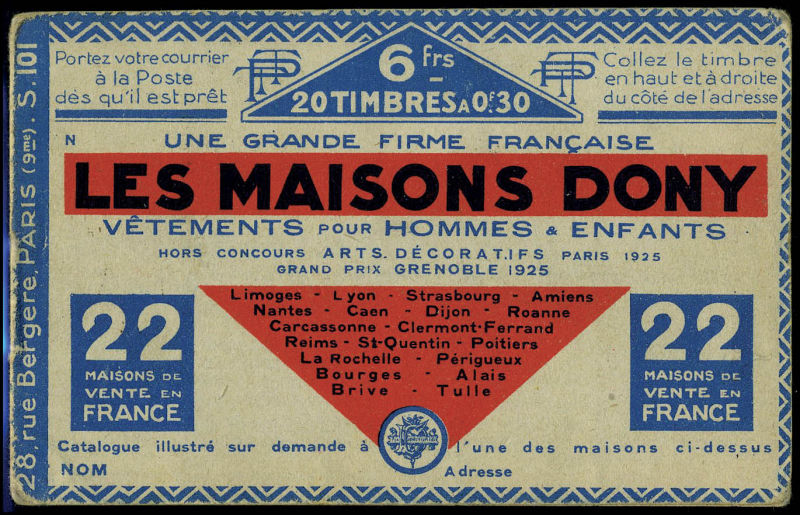 Portez votre courrier
à la Poste
dès qu'il est prêt
PTT
6 frs
20 TIMBRES A 0F.30
PTT
Collez le timbre
en haut et à droite
du côté de l'adresse
28, rue Bergère, PARIS (9me). S. 101
N
UNE GRANDE FIRME FRANÇAISE
LES MAISONS DONY
VÊTEMENTS POUR HOMMES & ENFANTS
HORS CONCOURS ARTS. DÉCORATIFS PARIS 1925
GRAND PRIX GRENOBLE 1925
22
MAISONS DE
VENTE EN
FRANCE
Limoges - Lyon - Strasbourg - Amiens
Nantes - Caen - Dijon - Roanne
Carcassonne - Clermont-Ferrand
Reims - St-Quentin - Poitiers
La Rochelle - Périgueux
Bourges - Alais
Brive - Tulle
22
MAISONS DE
VENTE EN
FRANCE
Catalogue illustré sur demande à l'une des maisons ci-dessus
NOM Adresse